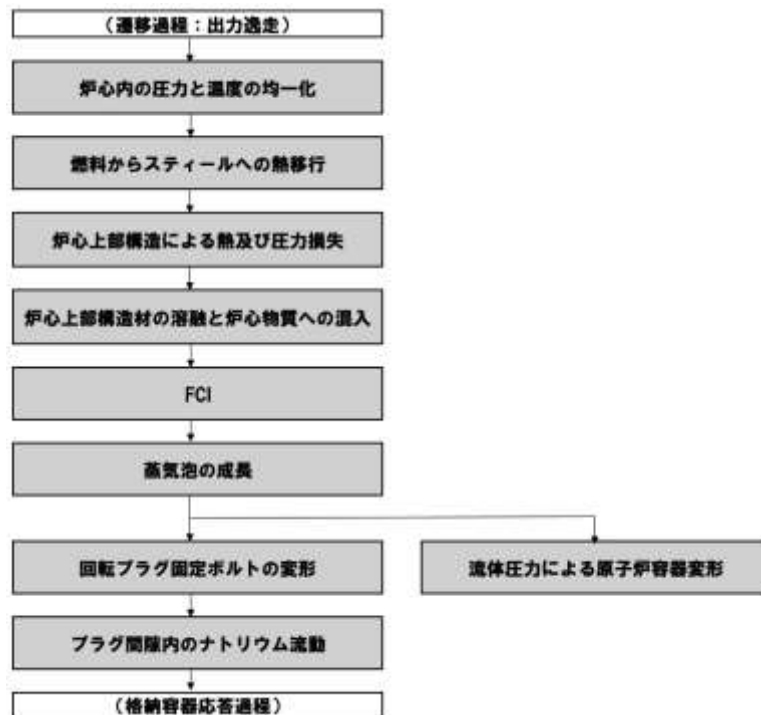 （遷移過程：出力逸走）
炉心内の圧力と温度の均一化
燃料からスティールへの熱移行
炉心上部構造による熱及び圧力損失
炉心上部構造材の溶融と炉心物質への混入
FCI
蒸気泡の成長
回転プラグ固定ボルトの変形
流体圧力による原子炉容器変形
プラグ間隙内のナトリウム流動
（格納容器応答過程）